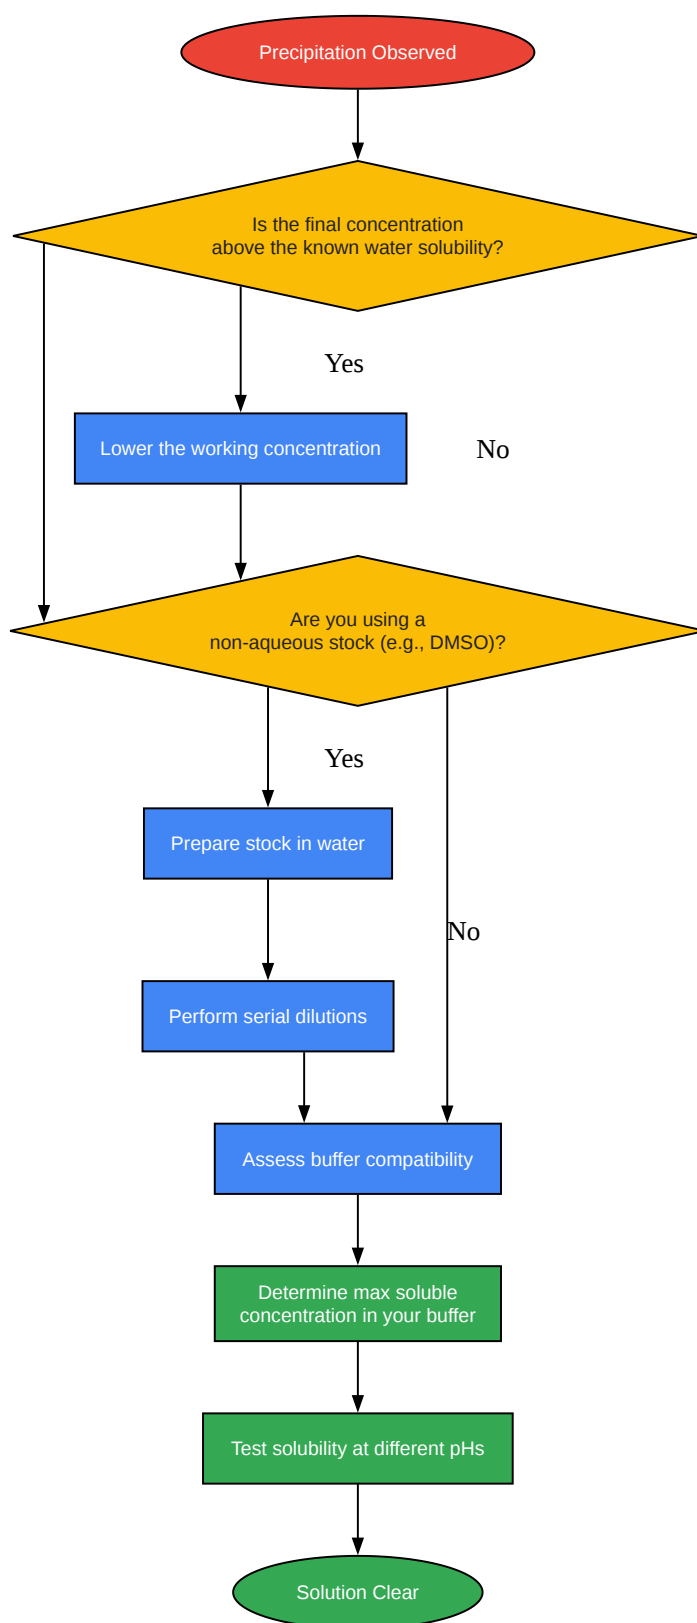 Precipitation Observed
Is the final concentration
above the known water solubility?
Yes
Lower the working concentration
No
Are you using a
non-aqueous stock (e.g., DMSO)?
Yes
Prepare stock in water
No
Perform serial dilutions
Assess buffer compatibility
Determine max soluble
concentration in your buffer
Test solubility at different pHs
Solution Clear